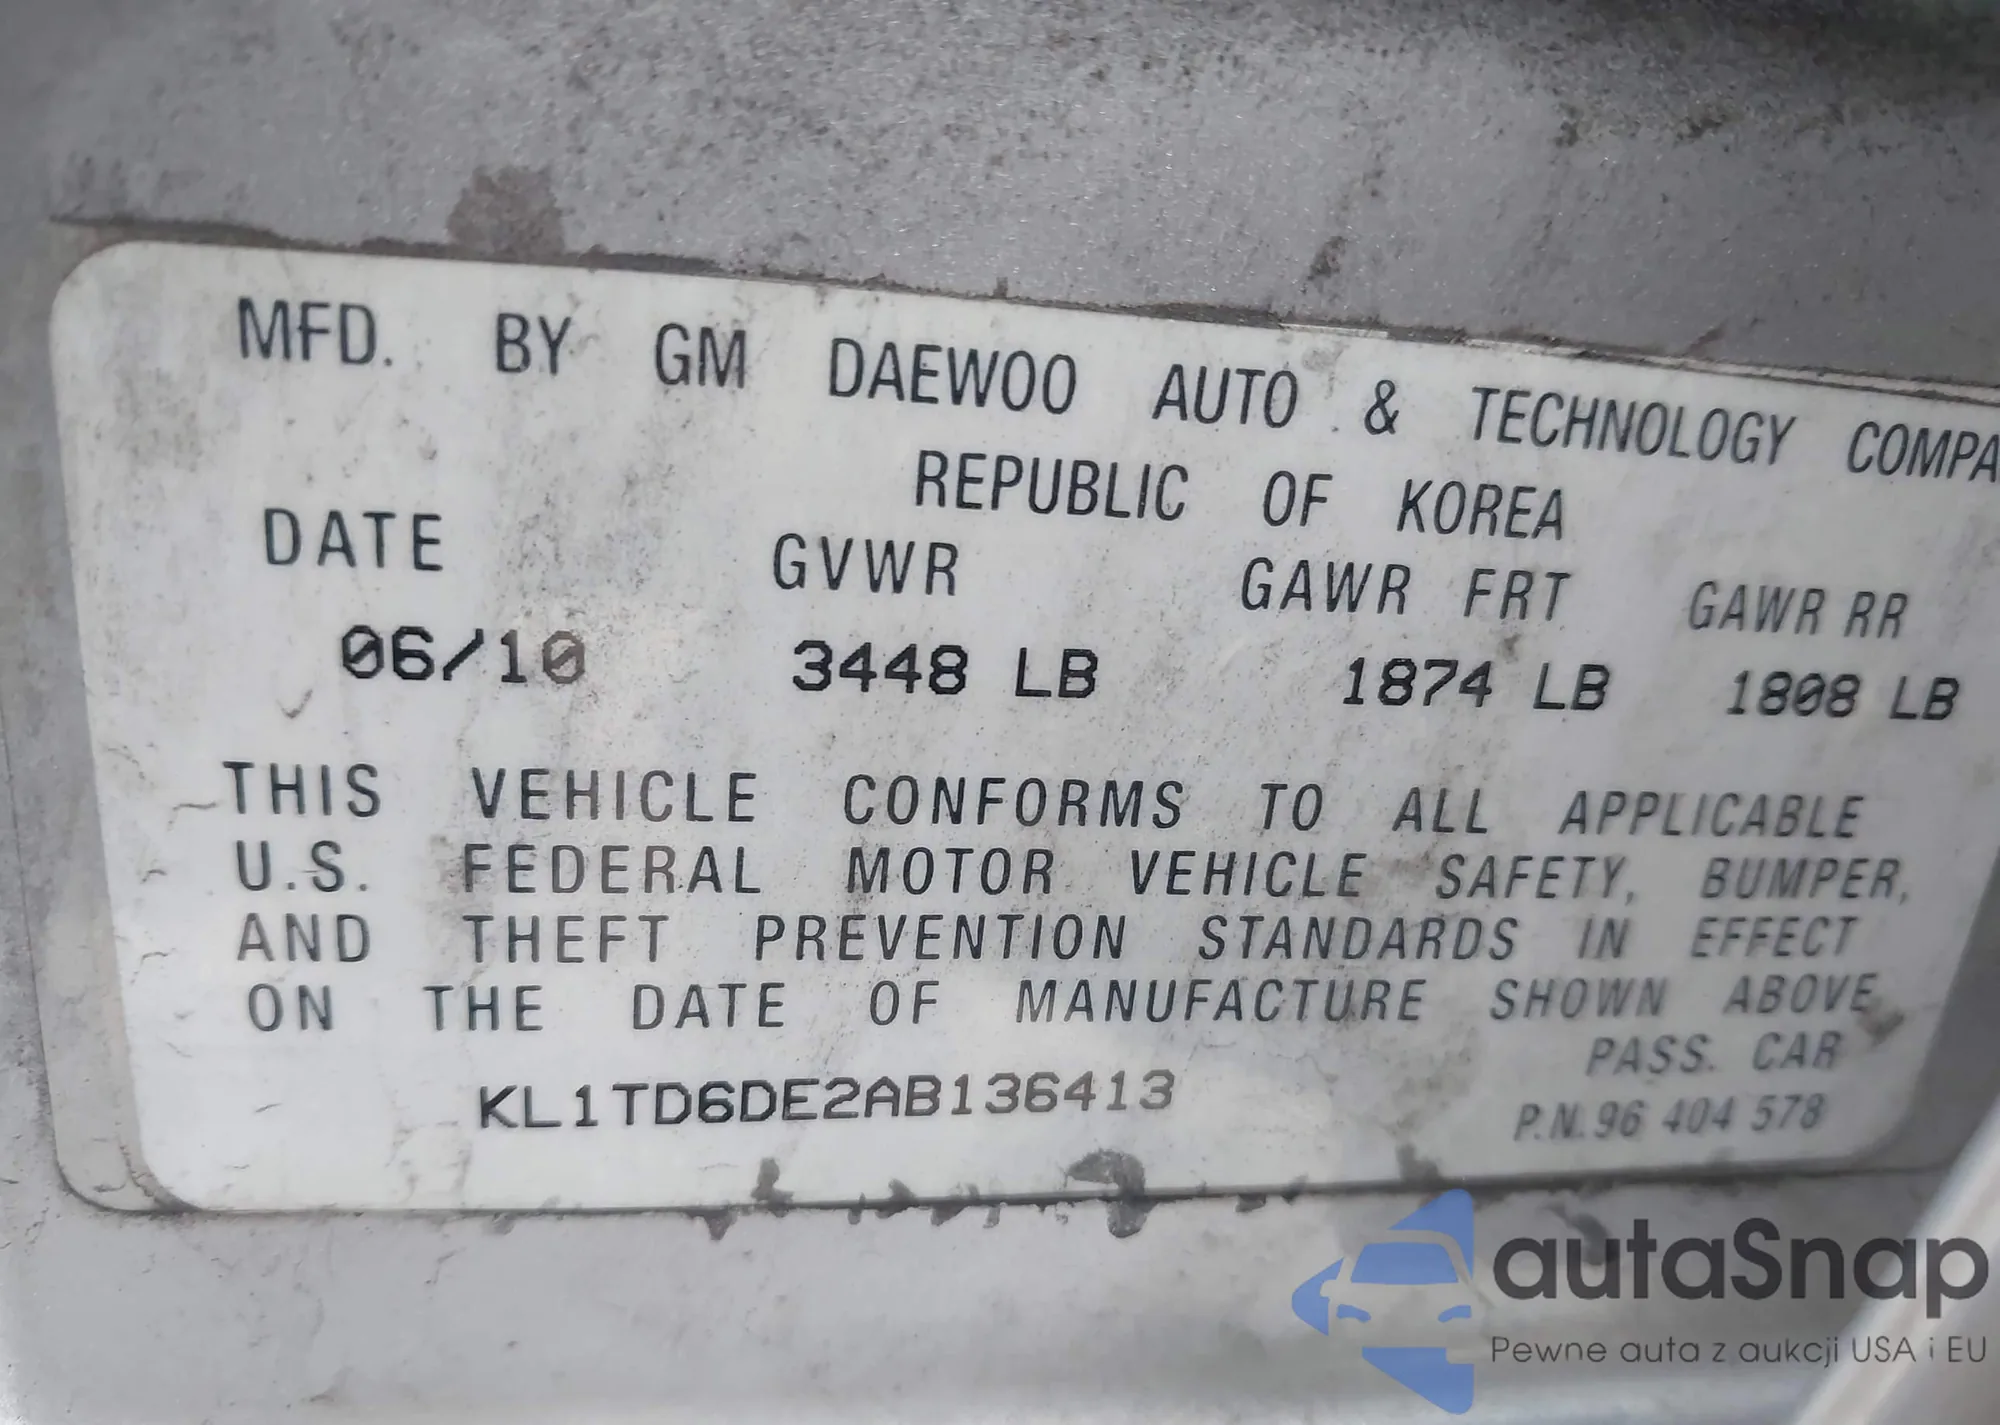 MFD. BY GM DAEWOO AUTO & TECHNOLOGY COMPA
REPUBLIC OF KOREA
DATE GVWR GAWR FRT GAWR RR
06/10 3448 LB 1874 LB 1808 LB
THIS VEHICLE CONFORMS TO ALL APPLICABLE
U.S. FEDERAL MOTOR VEHICLE SAFETY, BUMPER,
AND THEFT PREVENTION STANDARDS IN EFFECT
ON THE DATE OF MANUFACTURE SHOWN ABOVE
PASS. CAR
KL1TD6DE2AB136413
P.N. 96 404 578
autaSnap
Pewne auta z aukcji USA i EU